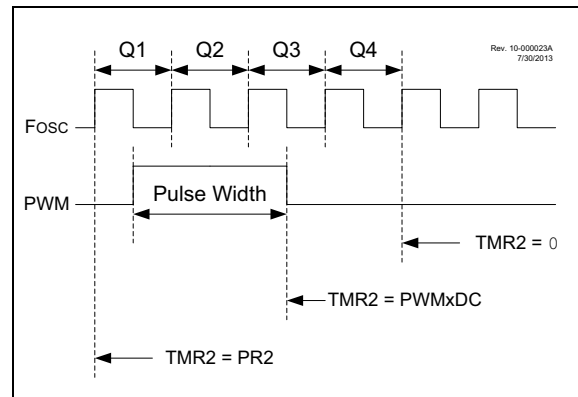 Q1 Q2 Q3 Q4
Rev. 10-000023A
7/30/2013
FOSC
Pulse Width
PWM
TMR2 = 0
TMR2 = PWMxDC
TMR2 = PR2